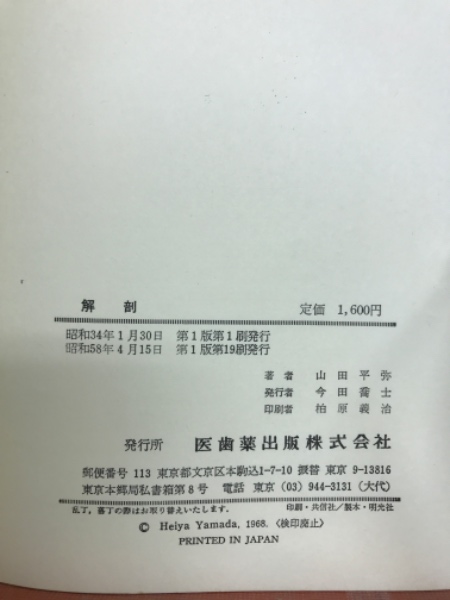 解剖 定価 1,600円
昭和34年1月30日 第1版第1刷発行
昭和58年4月15日 第1版第19刷発行
著者 山田平弥
発行者 今田喬士
印刷者 柏原義治
発行所 医歯薬出版株式会社
郵便番号 113 東京都文京区本駒込1-7-10 振替 東京 9-13816
東京本郷局私書箱第8号 電話 東京 (03) 944-3131 (大代)
乱丁,落丁の際はお取り替えいたします. 印刷・共信社/製本・明光社
© Heiya Yamada, 1968. 〈検印廃止〉
PRINTED IN JAPAN